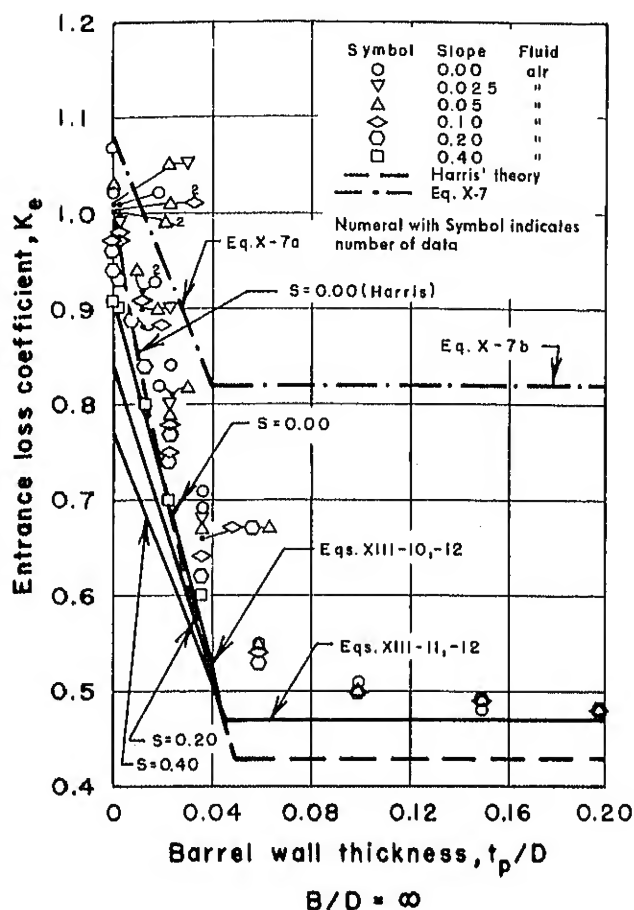 Symbol Slope Fluid
0.00 air
0.025 "
0.05 "
0.10 "
0.20 "
0.40 "
Harris' theory
Eq. X-7
Numeral with Symbol indicates
number of data
1.2
1.1
1.0
0.9
0.8
0.7
0.6
0.5
0.4
Entrance loss coefficient, Ke
2
2
2
Eq. X-7a
S=0.00 (Harris)
Eq. X-7b
S=0.00
Eqs. XIII-10,-12
Eqs. XIII-11,-12
S=0.20
S=0.40
0 0.04 0.08 0.12 0.16 0.20
Barrel wall thickness, tp/D
B/D = ∞